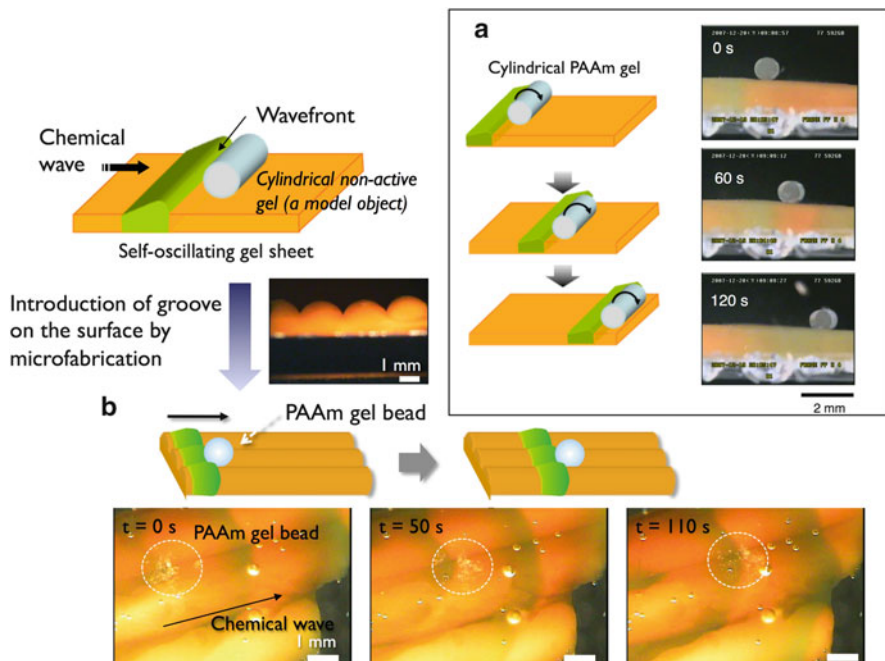 Chemical
wave
Wavefront
Cylindrical non-active
gel (a model object)
Self-oscillating gel sheet
Introduction of groove
on the surface by
microfabrication
1 mm
a
Cylindrical PAAm gel
0 s
60 s
120 s
2 mm
b
PAAm gel bead
t = 0 s
PAAm gel bead
Chemical wave
1 mm
t = 50 s
t = 110 s